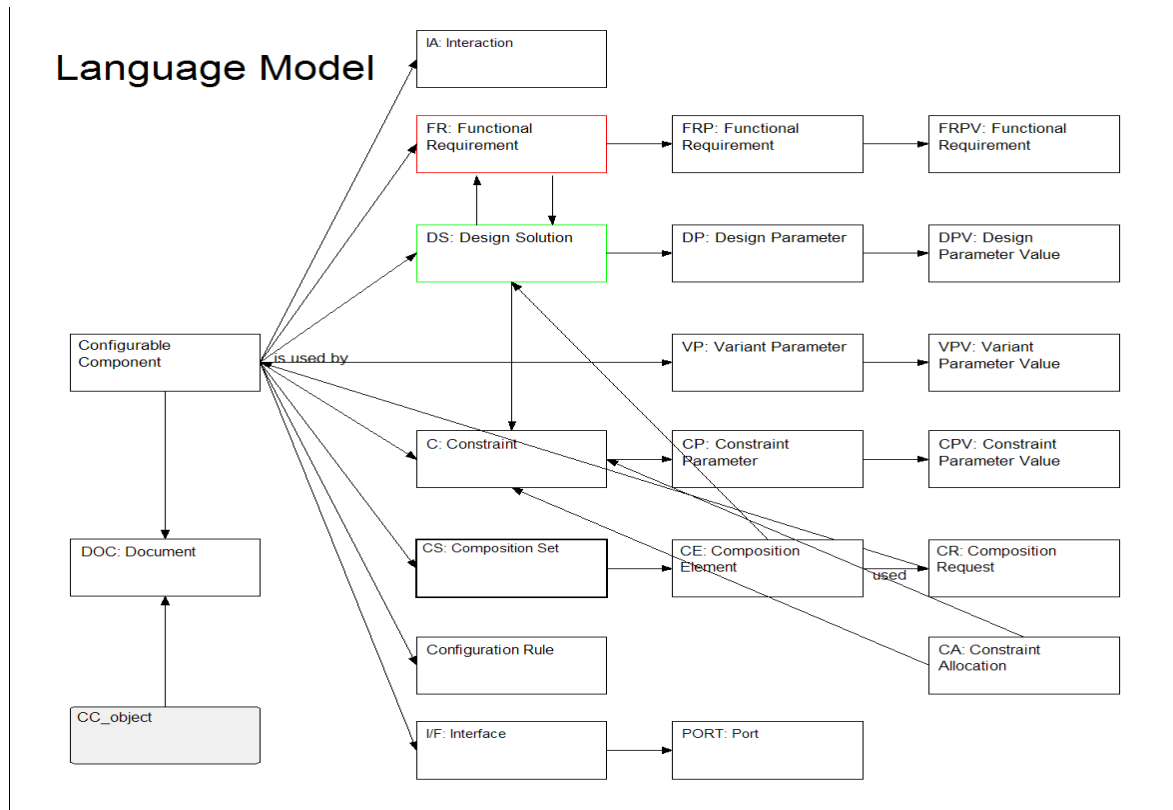 Language Model
IA: Interaction
FR: Functional
Requirement
FRP: Functional
Requirement
FRPV: Functional
Requirement
DS: Design Solution
DP: Design Parameter
DPV: Design
Parameter Value
Configurable
Component
is used by
VP: Variant Parameter
VPV: Variant
Parameter Value
C: Constraint
CP: Constraint
Parameter
CPV: Constraint
Parameter Value
DOC: Document
CS: Composition Set
CE: Composition
Element
used
CR: Composition
Request
Configuration Rule
CA: Constraint
Allocation
CC_object
I/F: Interface
PORT: Port